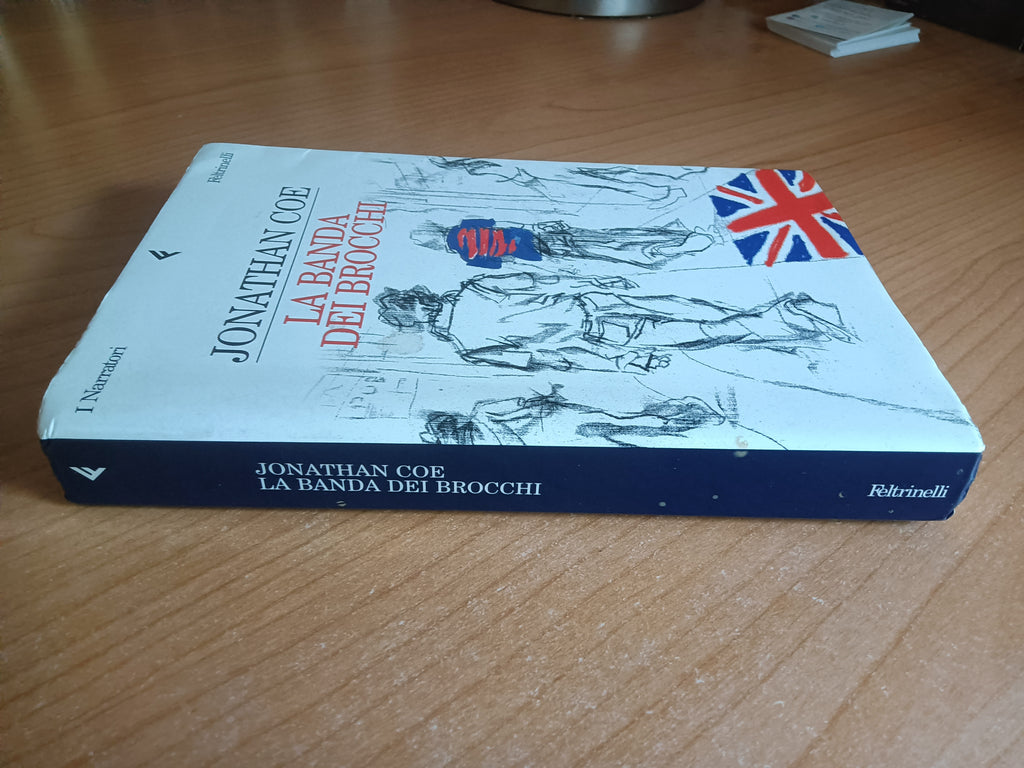 Feltrinelli
JONATHAN COE
LA BANDA
DEI BROCCHI
I Narratori
JONATHAN COE
LA BANDA DEI BROCCHI
Feltrinelli